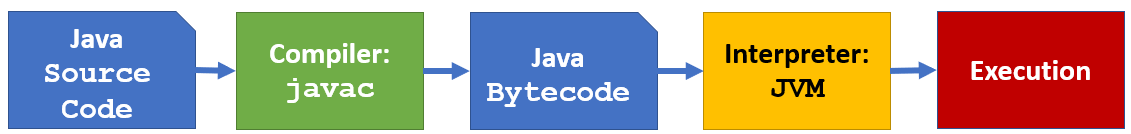 Java
Source
Code
Compiler:
javac
Java
Bytecode
Interpreter:
JVM
Execution